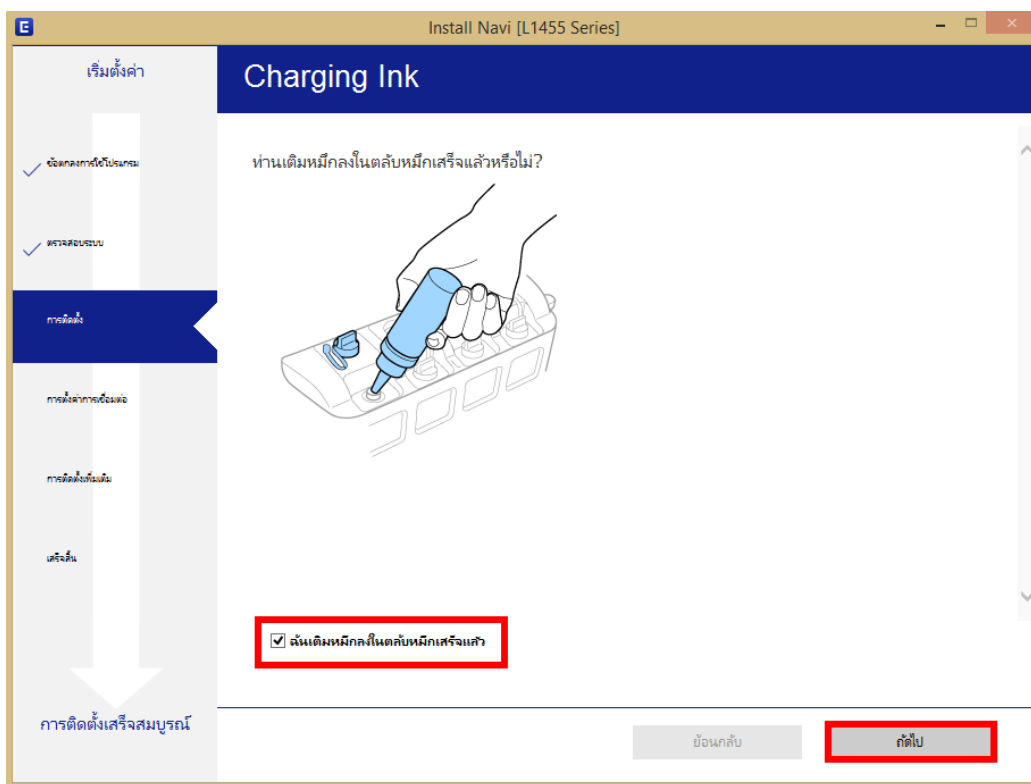 E
Install Navi [L1455 Series]
เริ่มตั้งค่า
Charging Ink
ข้อตกลงการใช้โปรแกรม
ตรวจสอบระบบ
การติดตั้ง
การตั้งค่าการเชื่อมต่อ
การติดตั้งเพิ่มเติม
เสร็จสิ้น
การติดตั้งเสร็จสมบูรณ์
ท่านเติมหมึกลงในตลับหมึกเสร็จแล้วหรือไม่?
ฉันเติมหมึกลงในตลับหมึกเสร็จแล้ว
ย้อนกลับ
ถัดไป